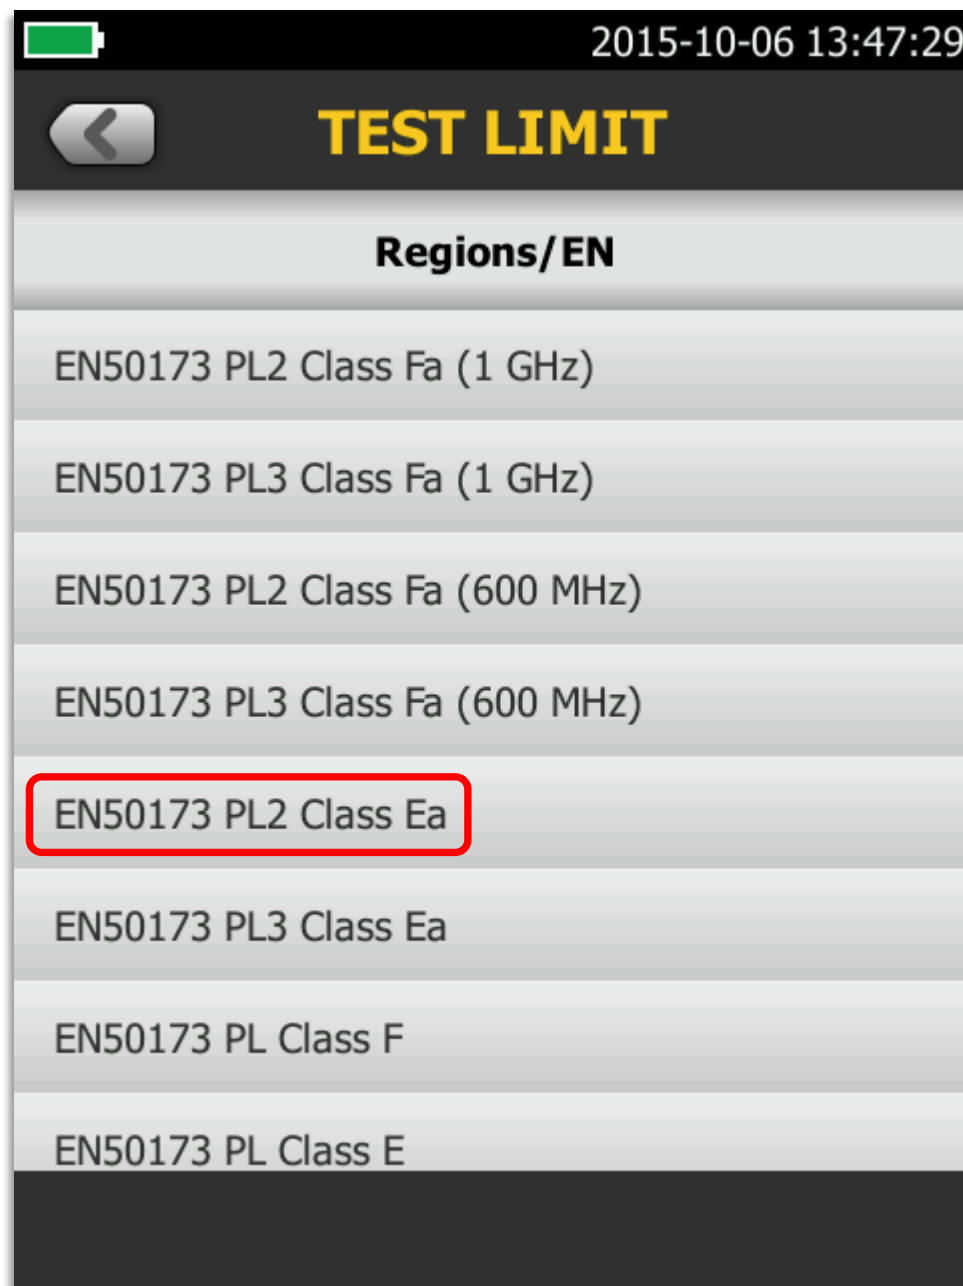 2015-10-06 13:47:29
TEST LIMIT
Regions/EN
EN50173 PL2 Class Fa (1 GHz)
EN50173 PL3 Class Fa (1 GHz)
EN50173 PL2 Class Fa (600 MHz)
EN50173 PL3 Class Fa (600 MHz)
EN50173 PL2 Class Ea
EN50173 PL3 Class Ea
EN50173 PL Class F
EN50173 PL Class E